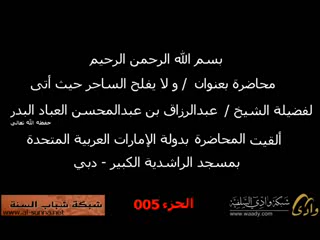 بسم الله الرحمن الرحيم
محاضرة بعنوان / و لا يفلح الساحر حيث أتى
لفضيلة الشيخ / عبدالرزاق بن عبدالمحسن العباد البدر
حفظه الله تعالى
ألقيت المحاضرة بدولة الإمارات العربية المتحدة
بمسجد الراشدية الكبير - دبي
شبكة وادي السلفية
www.waady.com
وادي
الجزء 005
شبكة شباب السنة
www.al-sunna.net